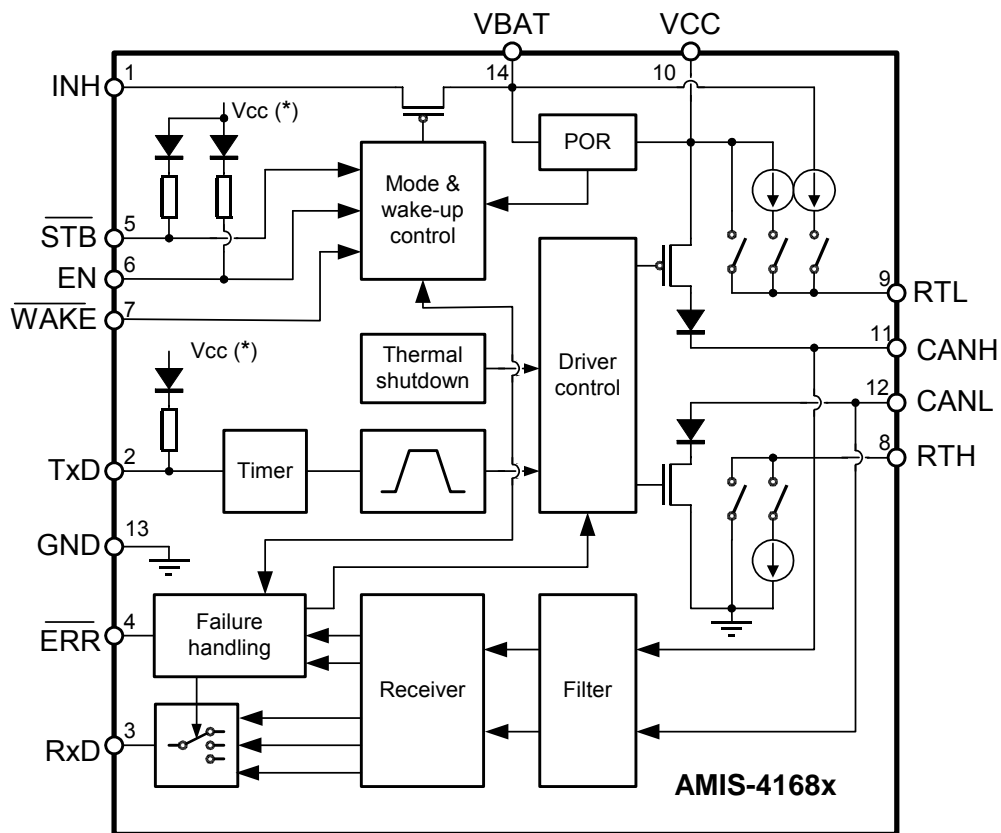 VBAT VCC
INH 1 14 10
Vcc (*)
POR
Mode &
wake-up
control
STB 5
EN 6
WAKE 7
9 RTL
11 CANH
Vcc (*)
Thermal
shutdown
Driver
control
12 CANL
8 RTH
TxD 2
Timer
GND 13
ERR 4
Failure
handling
Receiver
Filter
RxD 3
AMIS-4168x